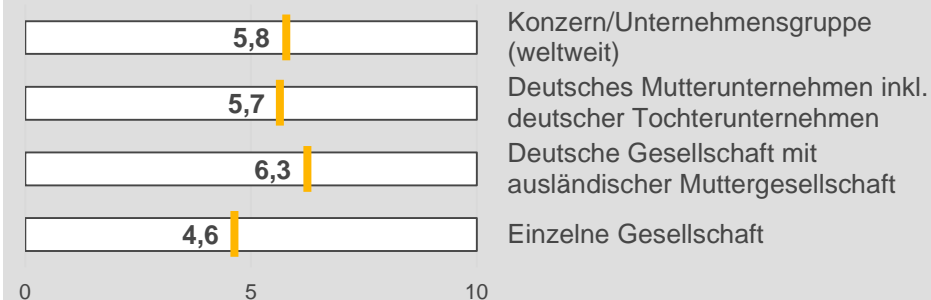 5,8
Konzern/Unternehmensgruppe
(weltweit)
5,7
Deutsches Mutterunternehmen inkl.
deutscher Tochterunternehmen
6,3
Deutsche Gesellschaft mit
ausländischer Muttergesellschaft
4,6
Einzelne Gesellschaft
0 5 10